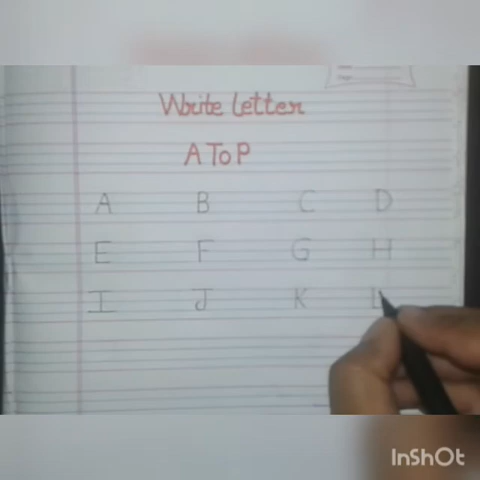 Write Letter
A To P
A B C D
E F G H
I J K L
InShOt